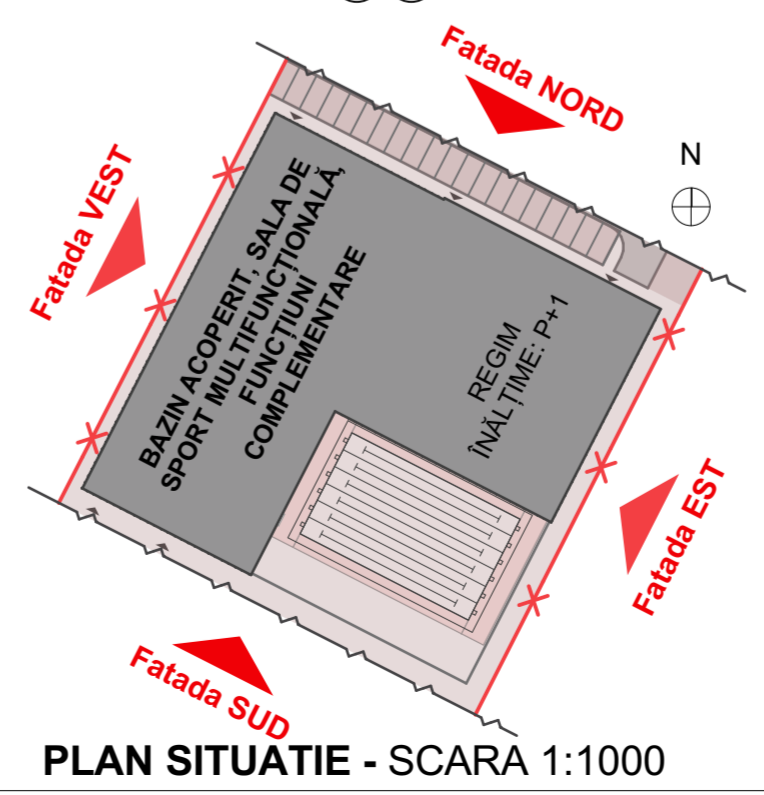 Fatada NORD
N
Fatada VEST
BAZIN ACOPERIT, SALA DE
SPORT MULTIFUNCȚIONALĂ,
FUNCȚIUNI
COMPLEMENTARE
REGIM
ÎNĂLȚIME: P+1
Fatada EST
Fatada SUD
PLAN SITUATIE - SCARA 1:1000